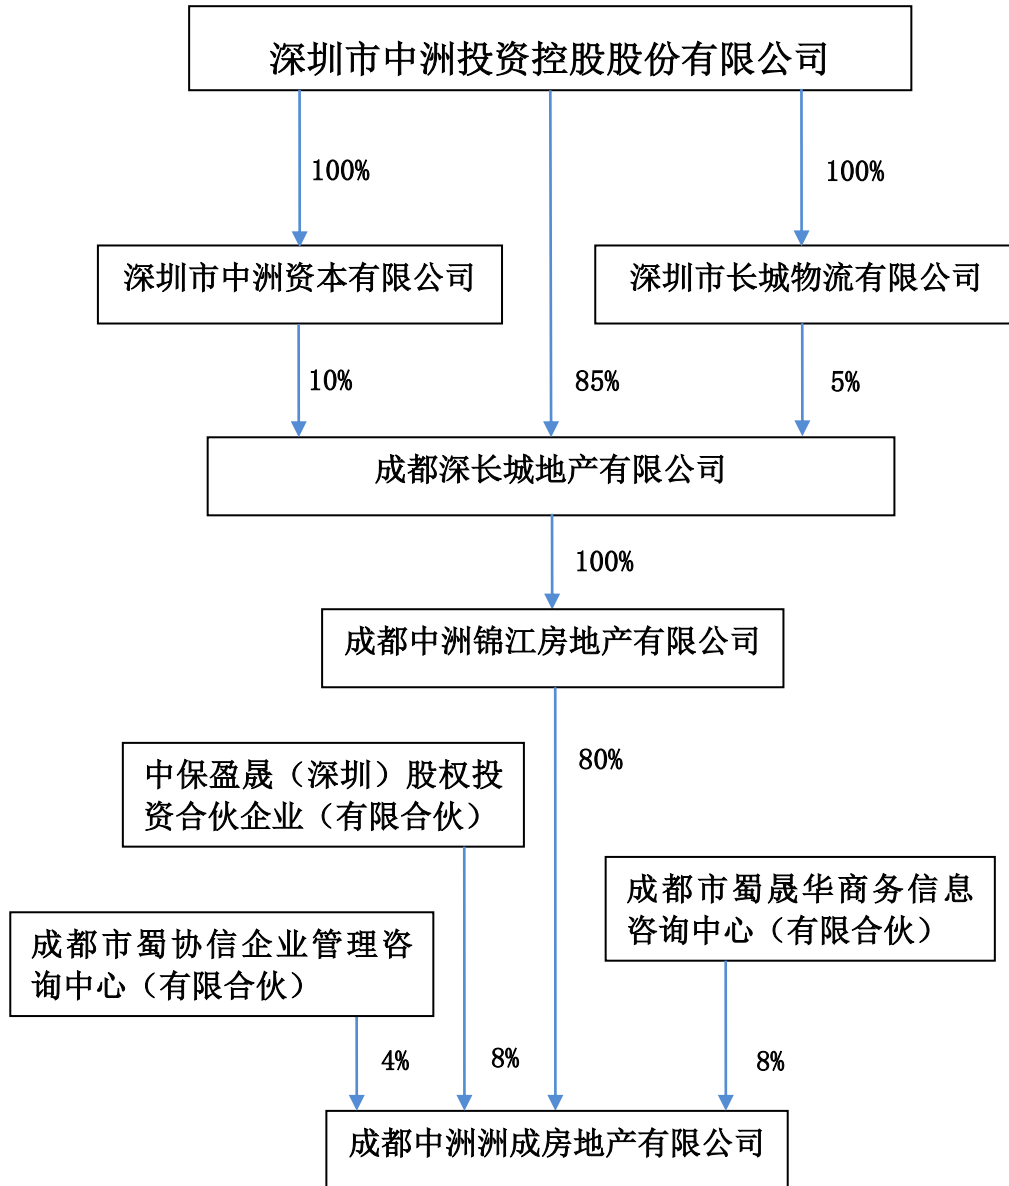 深圳市中洲投资控股股份有限公司
100%
100%
深圳市中洲资本有限公司
深圳市长城物流有限公司
10%
85%
5%
成都深长城地产有限公司
100%
成都中洲锦江房地产有限公司
80%
中保盈晟（深圳）股权投
资合伙企业（有限合伙）
成都市蜀晟华商务信息
咨询中心（有限合伙）
成都市蜀协信企业管理咨
询中心（有限合伙）
4%
8%
8%
成都中洲洲成房地产有限公司